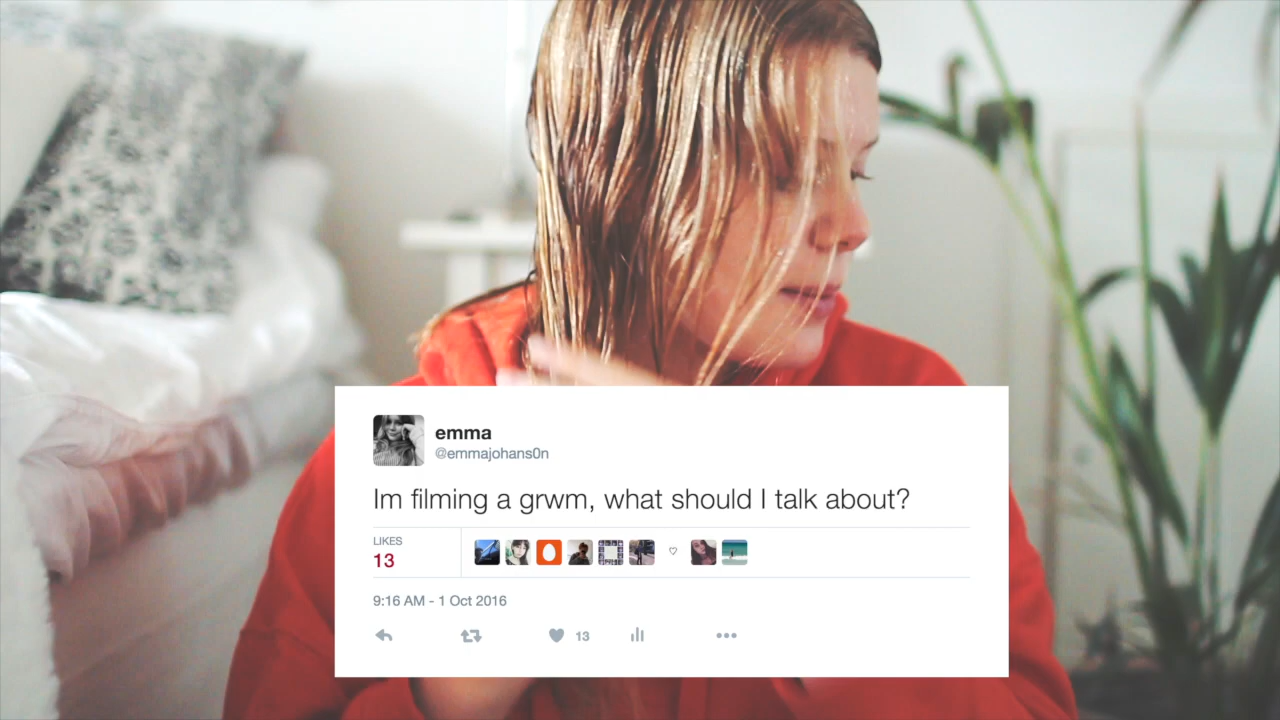 emma
@emmajohans0n
Im filming a grwm, what should I talk about?
LIKES
13
9:16 AM - 1 Oct 2016
13